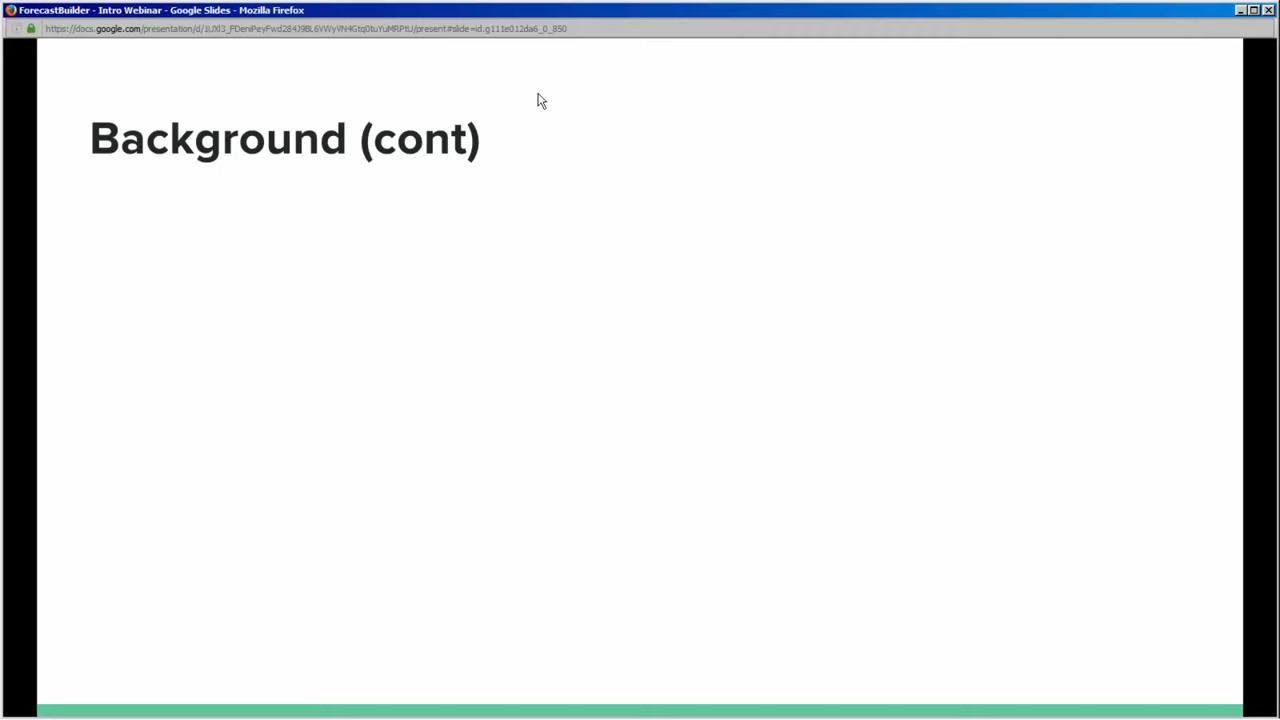 ForecastBuilder - Intro Webinar - Google Slides - Mozilla Firefox
Background (cont)